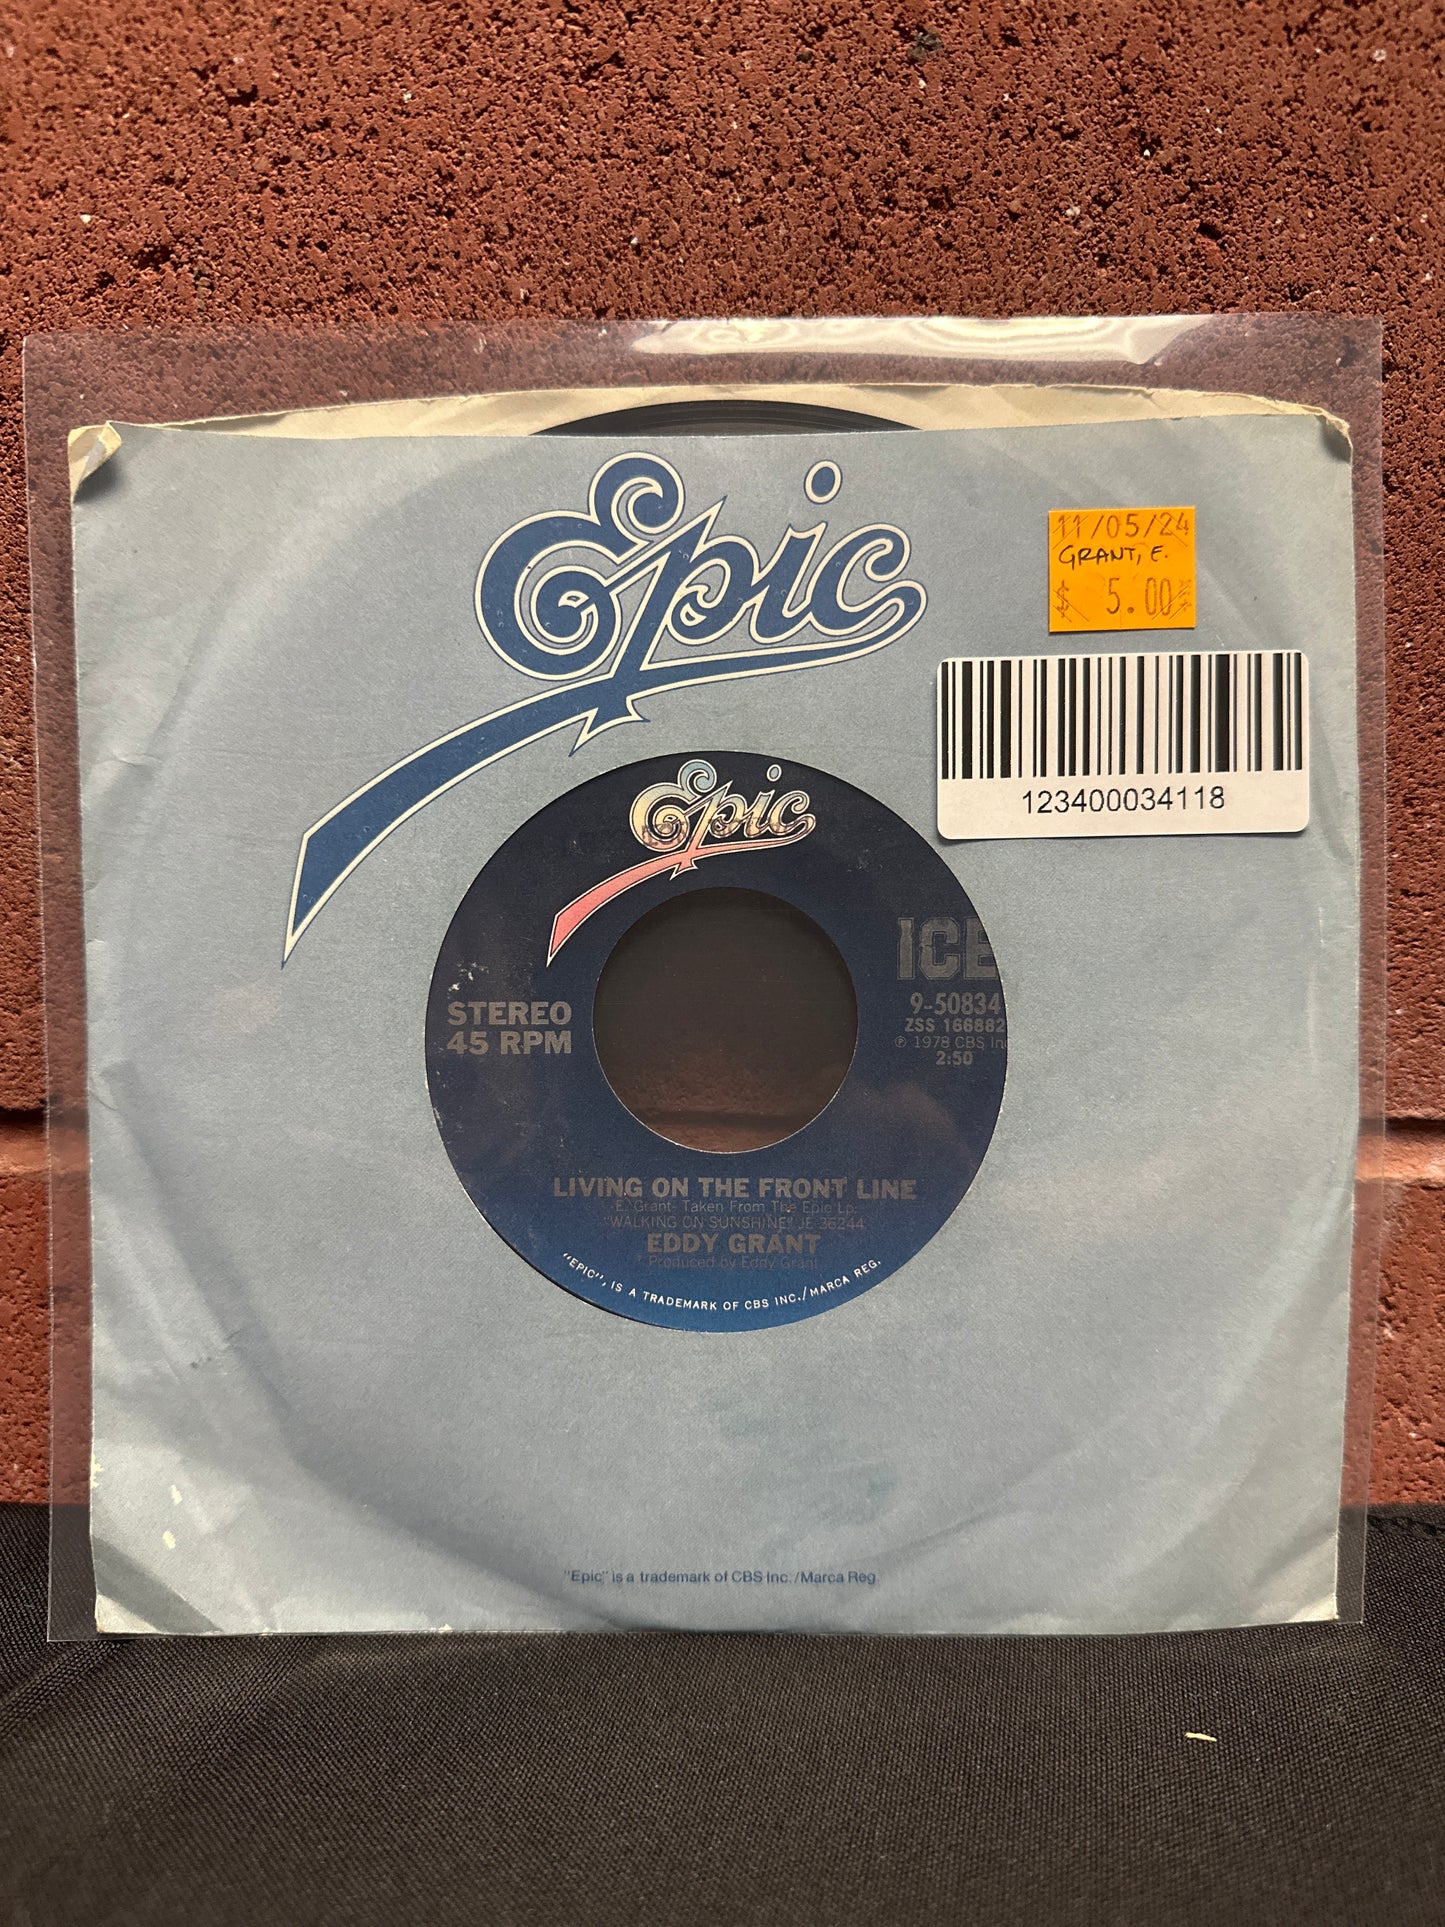 Epic
11/05/24
GRANT, E.
$ 5.00
123400034118
Epic
ICE
STEREO
45 RPM
9-50834
ZSS 166882
℗ 1978 CBS Inc
2:50
LIVING ON THE FRONT LINE
-E. Grant- Taken From The Epic Lp:
"WALKING ON SUNSHINE" JE 36244
EDDY GRANT
Produced by Eddy Grant
"EPIC", IS A TRADEMARK OF CBS INC./MARCA REG.
"Epic" is a trademark of CBS Inc./Marca Reg.